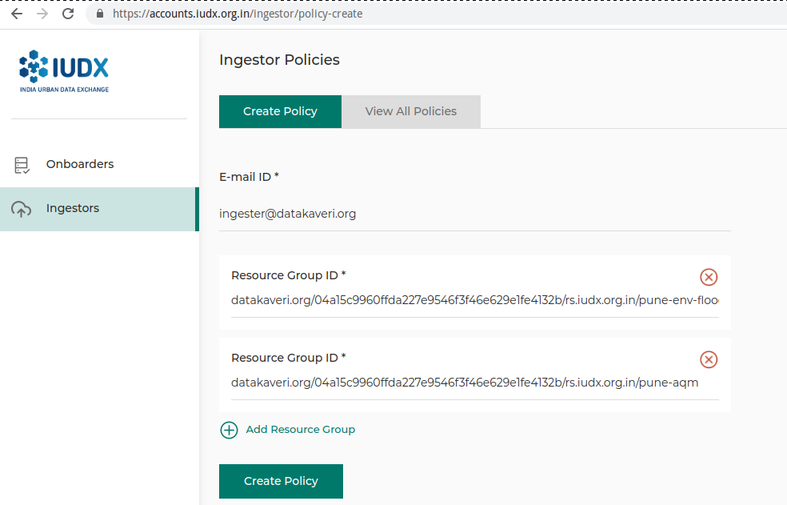 https://accounts.iudx.org.in/ingestor/policy-create
IUDX
INDIA URBAN DATA EXCHANGE
Onboarders
Ingestors
Ingestor Policies
Create Policy
View All Policies
E-mail ID *
ingester@datakaveri.org
Resource Group ID *
datakaveri.org/04a15c9960ffda227e9546f3f46e629e1fe4132b/rs.iudx.org.in/pune-env-floo
Resource Group ID *
datakaveri.org/04a15c9960ffda227e9546f3f46e629e1fe4132b/rs.iudx.org.in/pune-aqm
Add Resource Group
Create Policy